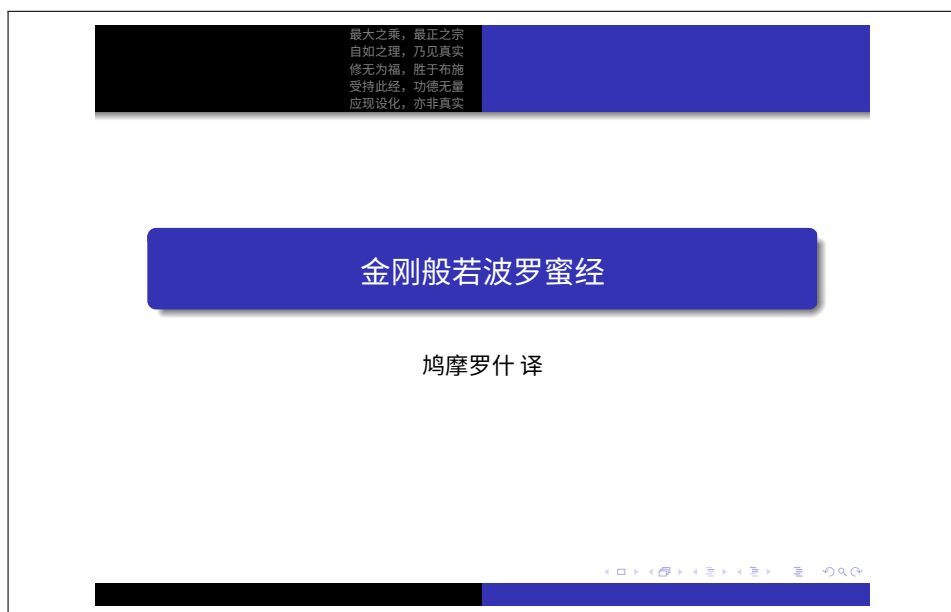 最大之乘，最正之宗
自如之理，乃见真实
修无为福，胜于布施
受持此经，功德无量
应现设化，亦非真实
金刚般若波罗蜜经
鸠摩罗什 译